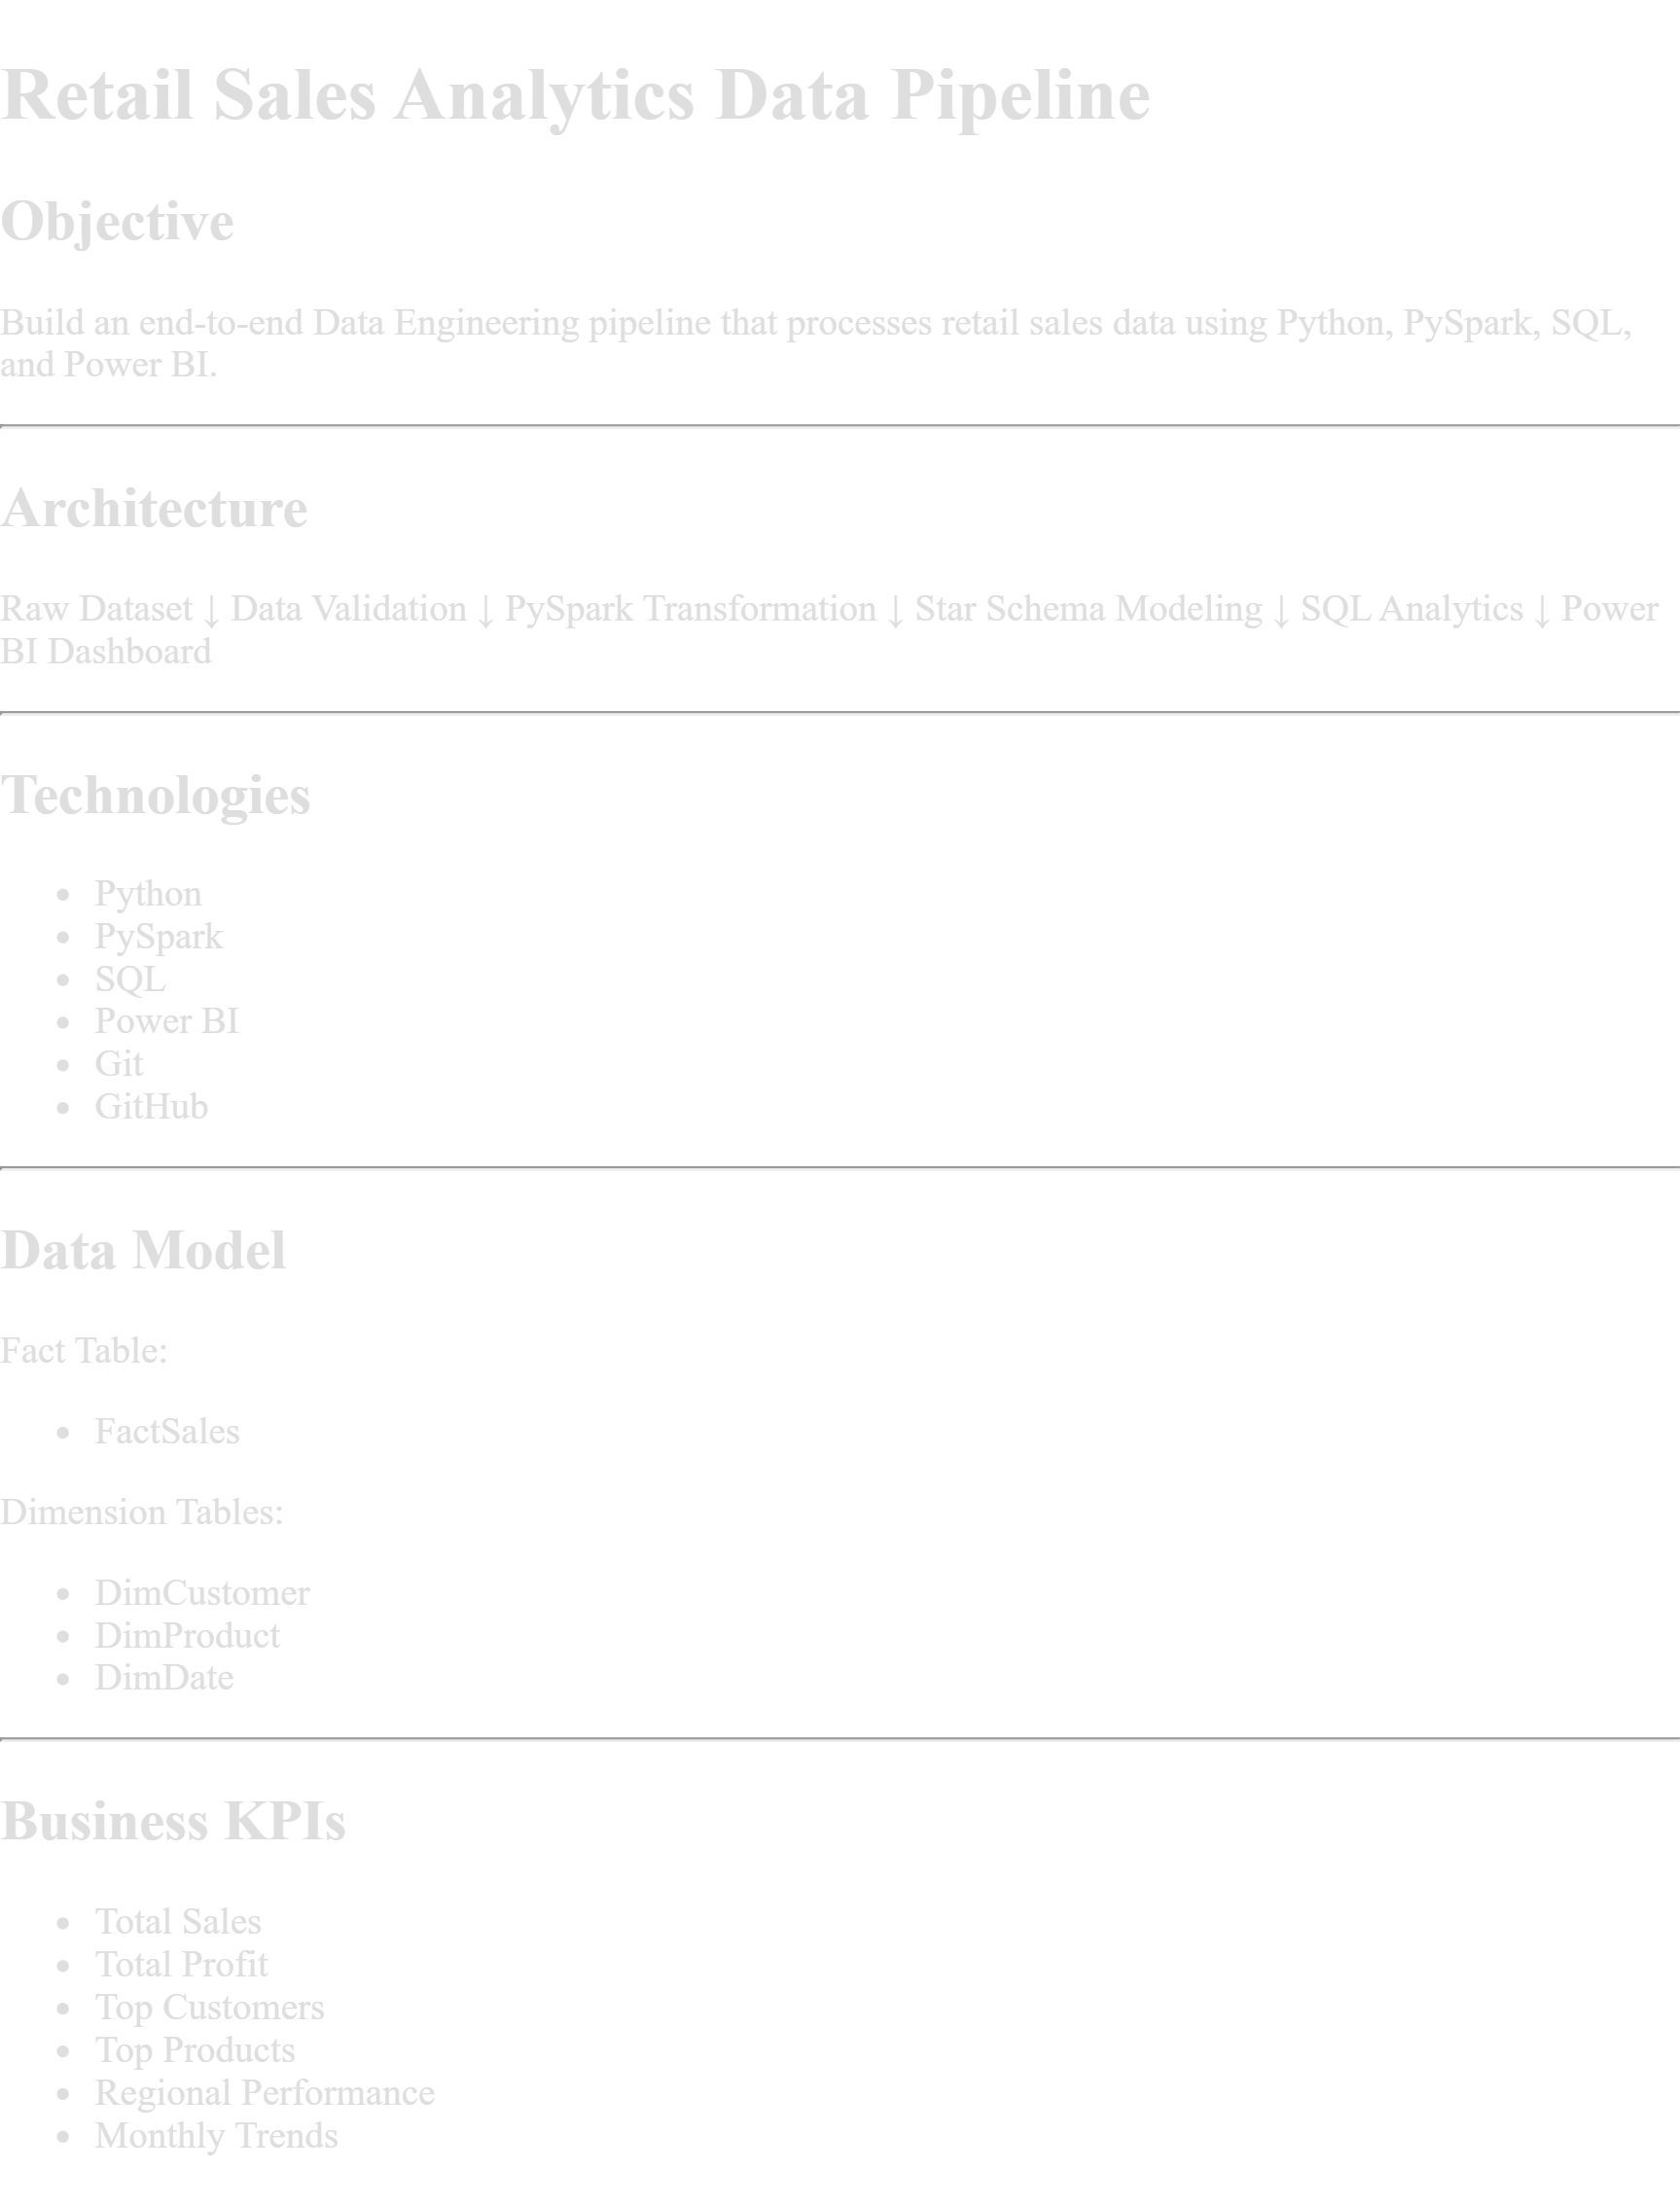 Retail Sales Analytics Data Pipeline
Objective
Build an end-to-end Data Engineering pipeline that processes retail sales data using Python, PySpark, SQL,
and Power BI.
Architecture
Raw Dataset ↓ Data Validation ↓ PySpark Transformation ↓ Star Schema Modeling ↓ SQL Analytics ↓ Power
BI Dashboard
Technologies
• Python
• PySpark
• SQL
• Power BI
• Git
• GitHub
Data Model
Fact Table:
• FactSales
Dimension Tables:
• DimCustomer
• DimProduct
• DimDate
Business KPIs
• Total Sales
• Total Profit
• Top Customers
• Top Products
• Regional Performance
• Monthly Trends